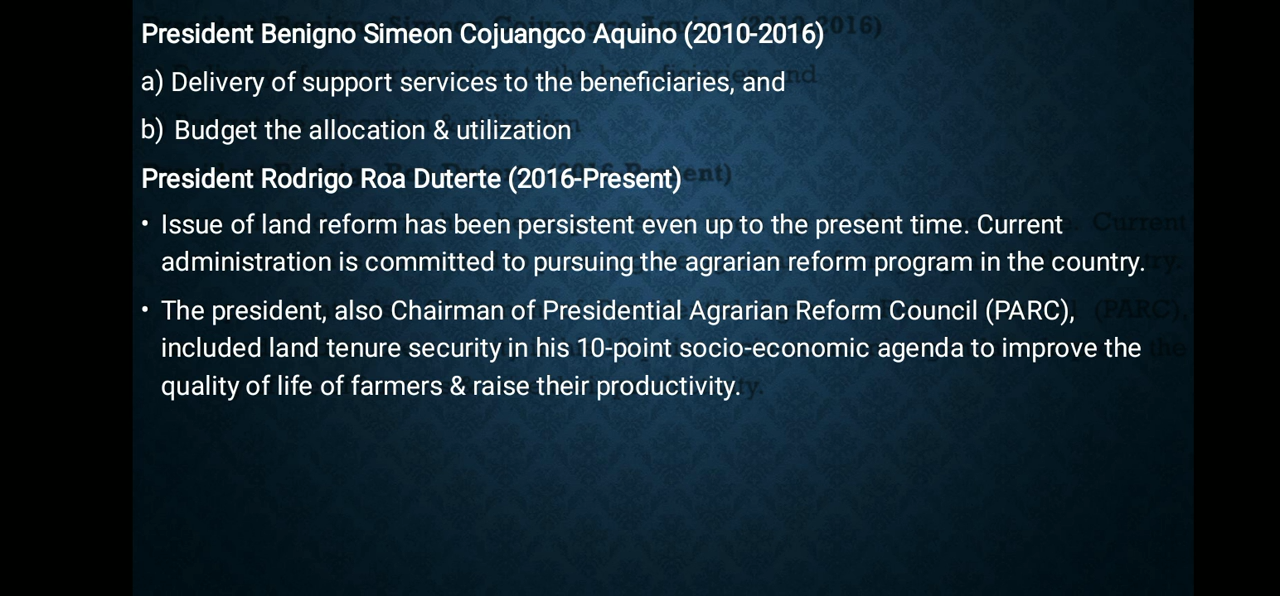 President Benigno Simeon Cojuangco Aquino (2010-2016)
a) Delivery of support services to the beneficiaries, and
b) Budget the allocation & utilization
President Rodrigo Roa Duterte (2016-Present)
• Issue of land reform has been persistent even up to the present time. Current
administration is committed to pursuing the agrarian reform program in the country.
• The president, also Chairman of Presidential Agrarian Reform Council (PARC),
included land tenure security in his 10-point socio-economic agenda to improve the
quality of life of farmers & raise their productivity.